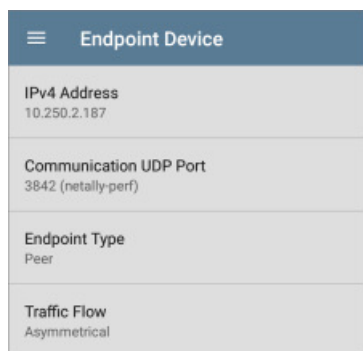 Endpoint Device
IPv4 Address
10.250.2.187
Communication UDP Port
3842 (netally-perf)
Endpoint Type
Peer
Traffic Flow
Asymmetrical